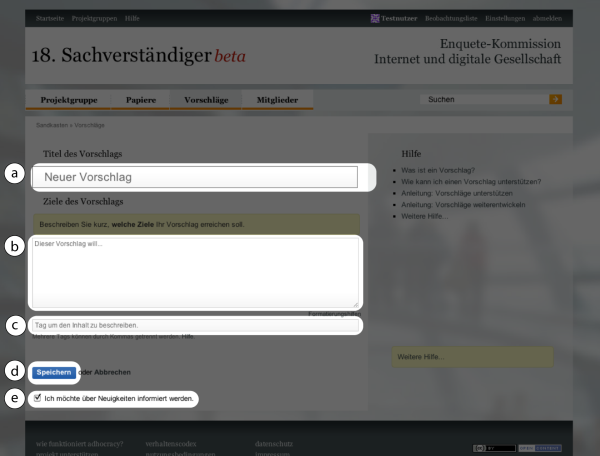 Startseite Projektgruppen Hilfe
Testnutzer Beobachtungsliste Einstellungen abmelden
18. Sachverständiger beta
Enquete-Kommission
Internet und digitale Gesellschaft
Projektgruppe Papiere Vorschläge Mitglieder
Suchen
Sandkasten » Vorschläge
Titel des Vorschlags
a
Neuer Vorschlag
Ziele des Vorschlags
Beschreiben Sie kurz, welche Ziele Ihr Vorschlag erreichen soll.
b
Dieser Vorschlag will...
Formatierungshilfen
c
Tag um den Inhalt zu beschreiben.
Mehrere Tags können durch Kommas getrennt werden. Hilfe
d
Speichern oder Abbrechen
e
Ich möchte über Neuigkeiten informiert werden.
Hilfe
Was ist ein Vorschlag?
Wie kann ich einen Vorschlag unterstützen?
Anleitung: Vorschläge unterstützen
Anleitung: Vorschläge weiterentwickeln
Weitere Hilfe...
Weitere Hilfe...
wie funktioniert adhocracy? verhaltenscodex datenschutz
projekt unterstützen nutzungsbedingungen impressum
BY OPEN CONTENT